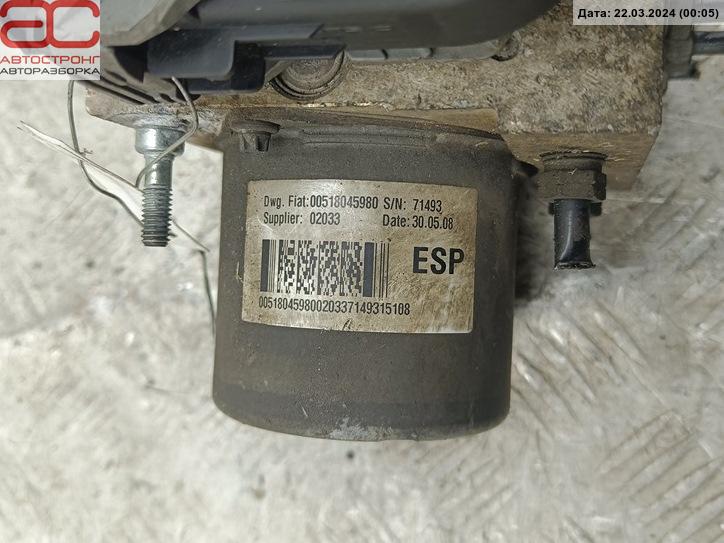 АВТОСТРОНГ
АВТОРАЗБОРКА
Дата: 22.03.2024 (00:05)
Dwg. Fiat:00518045980 S/N: 71493
Supplier: 02033 Date: 30.05.08
ESP
00518045980020337149315108